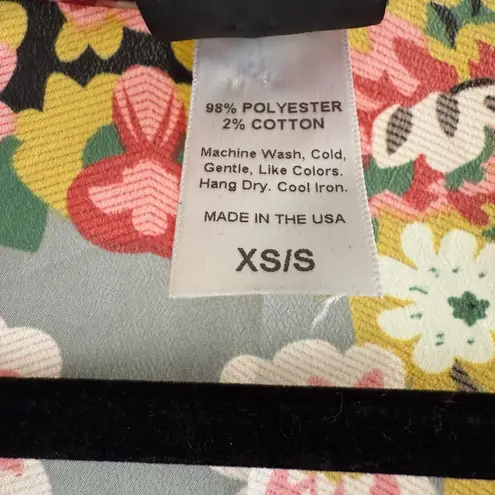 98% POLYESTER
2% COTTON
Machine Wash, Cold,
Gentle, Like Colors.
Hang Dry. Cool Iron.
MADE IN THE USA
XS/S